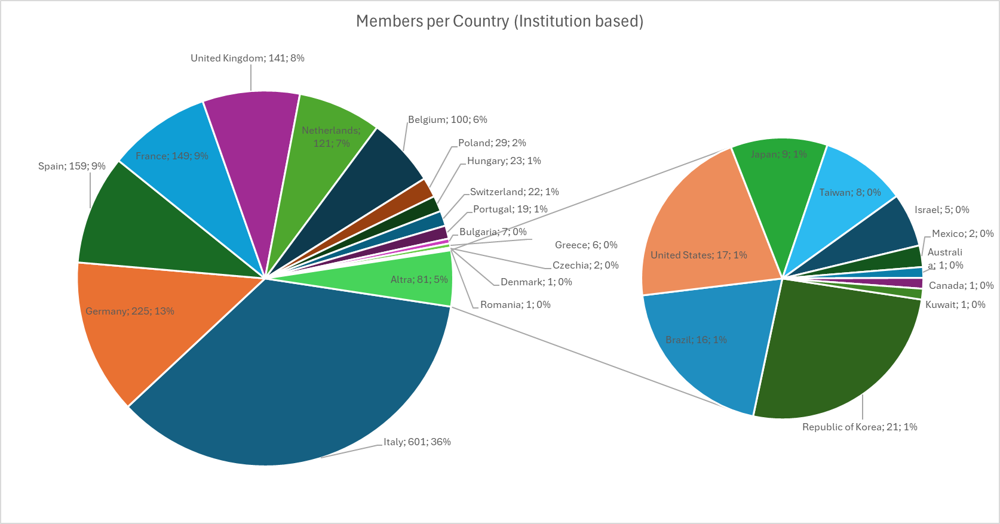 Members per Country (Institution based)
United Kingdom; 141; 8%
Netherlands;
121; 7%
Belgium; 100; 6%
Poland; 29; 2%
Hungary; 23; 1%
Switzerland; 22; 1%
Portugal; 19; 1%
Bulgaria; 7; 0%
Greece; 6; 0%
Czechia; 2; 0%
Denmark; 1; 0%
Romania; 1; 0%
Altra; 81; 5%
Italy; 601; 36%
Germany; 225; 13%
Spain; 159; 9%
France; 149; 9%
Japan; 9; 1%
Taiwan; 8; 0%
Israel; 5; 0%
Mexico; 2; 0%
Australi
a; 1; 0%
Canada; 1; 0%
Kuwait; 1; 0%
Republic of Korea; 21; 1%
Brazil; 16; 1%
United States; 17; 1%